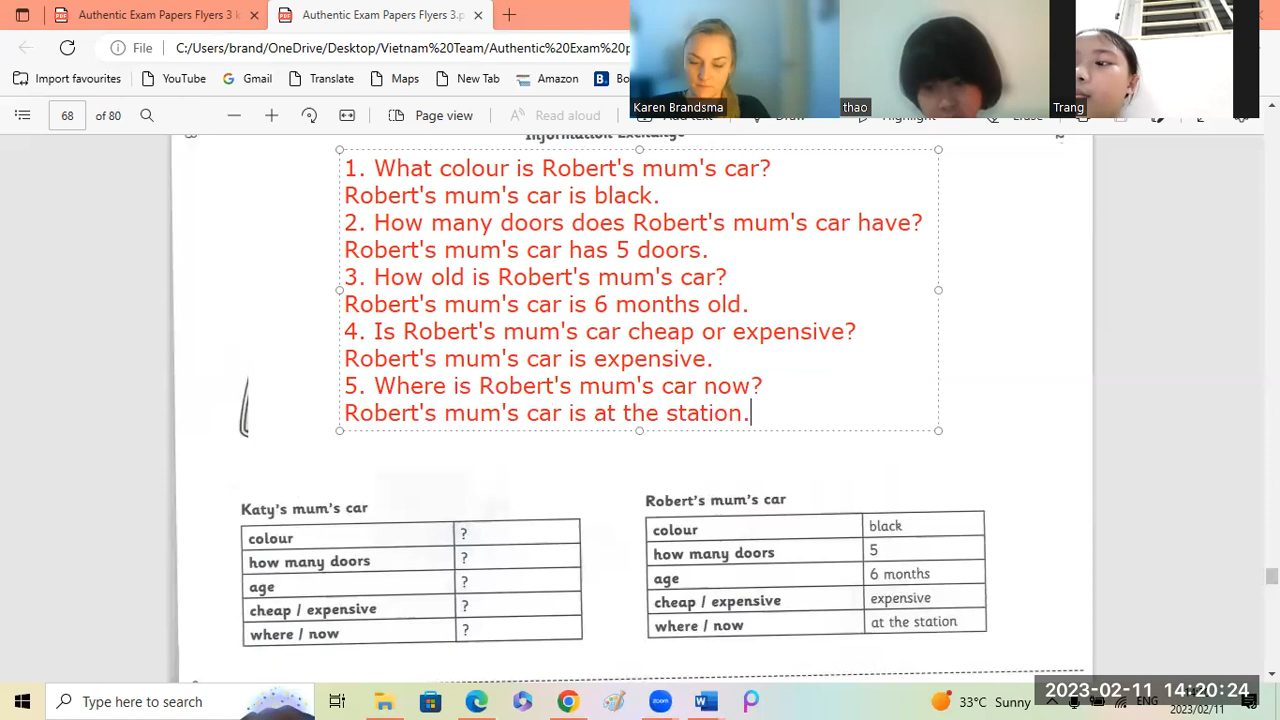 Authentic Exam Papers Flyers 3 k
Authentic Exam Papers Flyers 3.p
File
C:/Users/brand/OneDrive/Desktop/Vietnam%20Team/Authentic%20Exam%20p
Import favourites
YouTube
Gmail
Translate
Maps
New Tab
Amazon
Karen Brandsma
thao
Trang
68 of 80
Page view
Read aloud
Information Exchange
1. What colour is Robert's mum's car?
Robert's mum's car is black.
2. How many doors does Robert's mum's car have?
Robert's mum's car has 5 doors.
3. How old is Robert's mum's car?
Robert's mum's car is 6 months old.
4. Is Robert's mum's car cheap or expensive?
Robert's mum's car is expensive.
5. Where is Robert's mum's car now?
Robert's mum's car is at the station.
Katy's mum's car
colour ?
how many doors ?
age ?
cheap / expensive ?
where / now ?
Robert's mum's car
colour black
how many doors 5
age 6 months
cheap / expensive expensive
where / now at the station
Type here to search
zoom
33°C Sunny
ENG
2023-02-11 14:20:24
2023/02/11